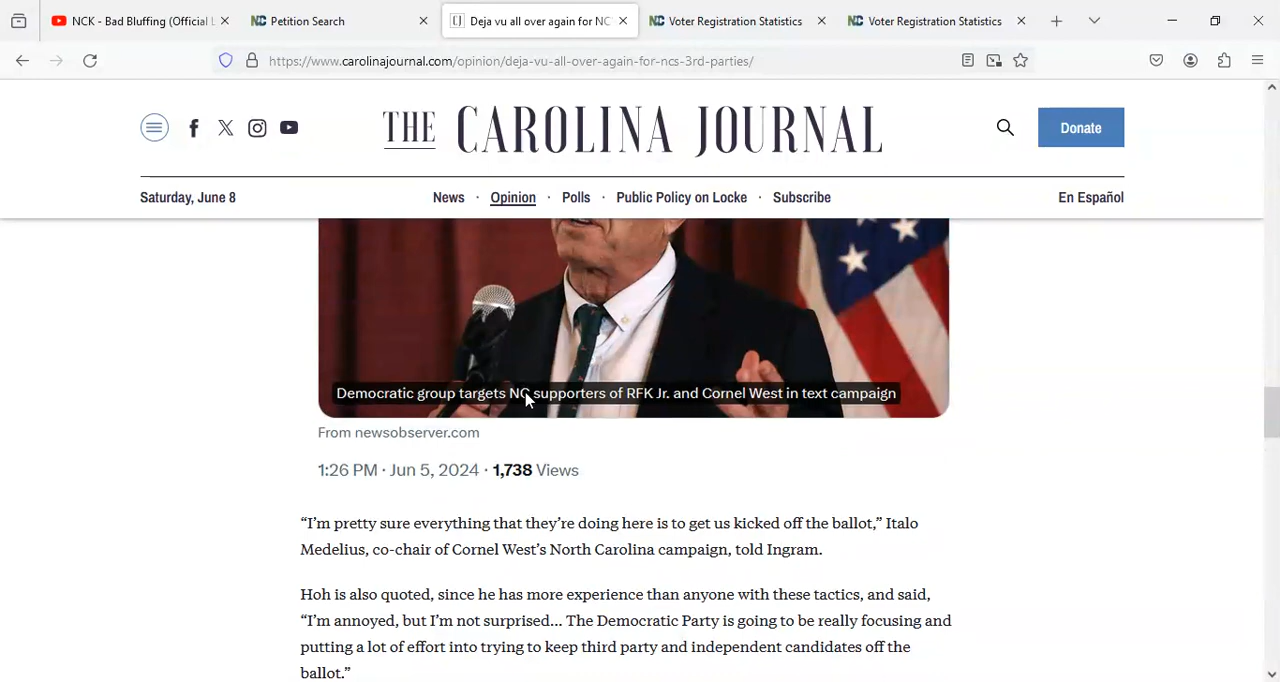 NCK - Bad Bluffing (Official L
Petition Search
Deja vu all over again for NC
Voter Registration Statistics
Voter Registration Statistics
https://www.carolinajournal.com/opinion/deja-vu-all-over-again-for-ncs-3rd-parties/
THE CAROLINA JOURNAL
Donate
Saturday, June 8
News · Opinion · Polls · Public Policy on Locke · Subscribe
En Español
Democratic group targets NC supporters of RFK Jr. and Cornel West in text campaign
From newsobserver.com
1:26 PM · Jun 5, 2024 · 1,738 Views
“I’m pretty sure everything that they’re doing here is to get us kicked off the ballot,” Italo
Medelius, co-chair of Cornel West’s North Carolina campaign, told Ingram.
Hoh is also quoted, since he has more experience than anyone with these tactics, and said,
“I’m annoyed, but I’m not surprised… The Democratic Party is going to be really focusing and
putting a lot of effort into trying to keep third party and independent candidates off the
ballot.”